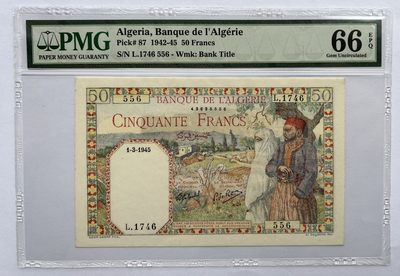 PMG
PAPER MONEY GUARANTY
Algeria, Banque de l'Algérie
Pick# 87 1942-45 50 Francs
S/N L.1746 556 - Wmk: Bank Title
66 EPQ
Gem Uncirculated
50 556 BANQUE DE L'ALGERIE L.1746 50
CINQUANTE FRANCS
1-3-1945
L.1746
556